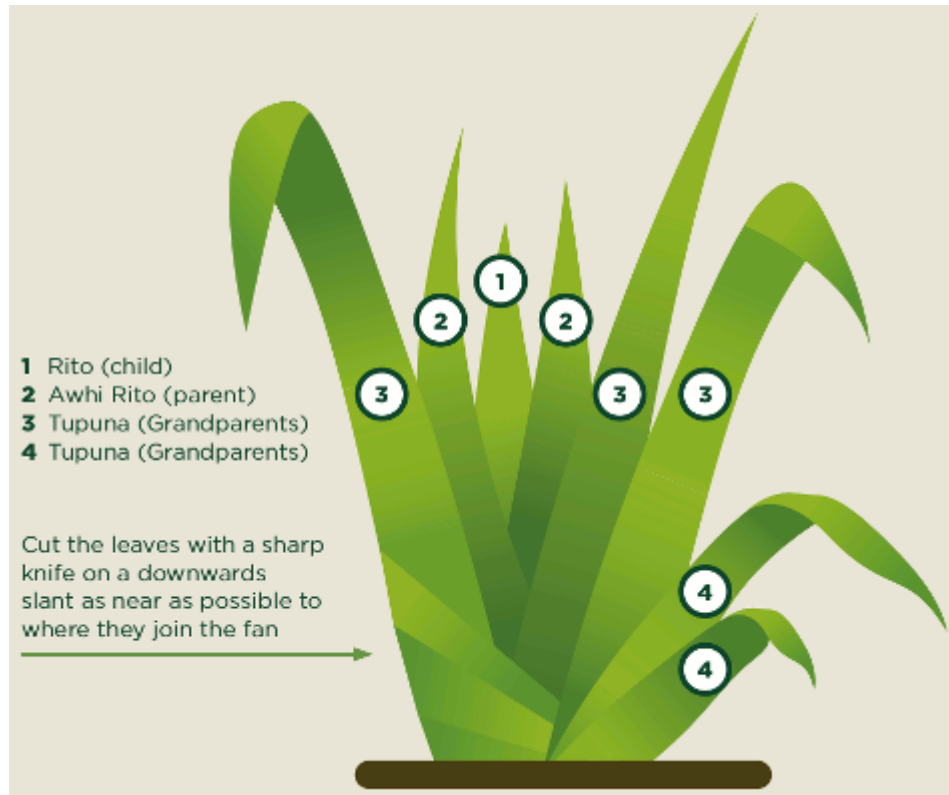 1
2
2
3
3
3
1 Rito (child)
2 Awhi Rito (parent)
3 Tupuna (Grandparents)
4 Tupuna (Grandparents)
Cut the leaves with a sharp
knife on a downwards
slant as near as possible to
where they join the fan
4
4